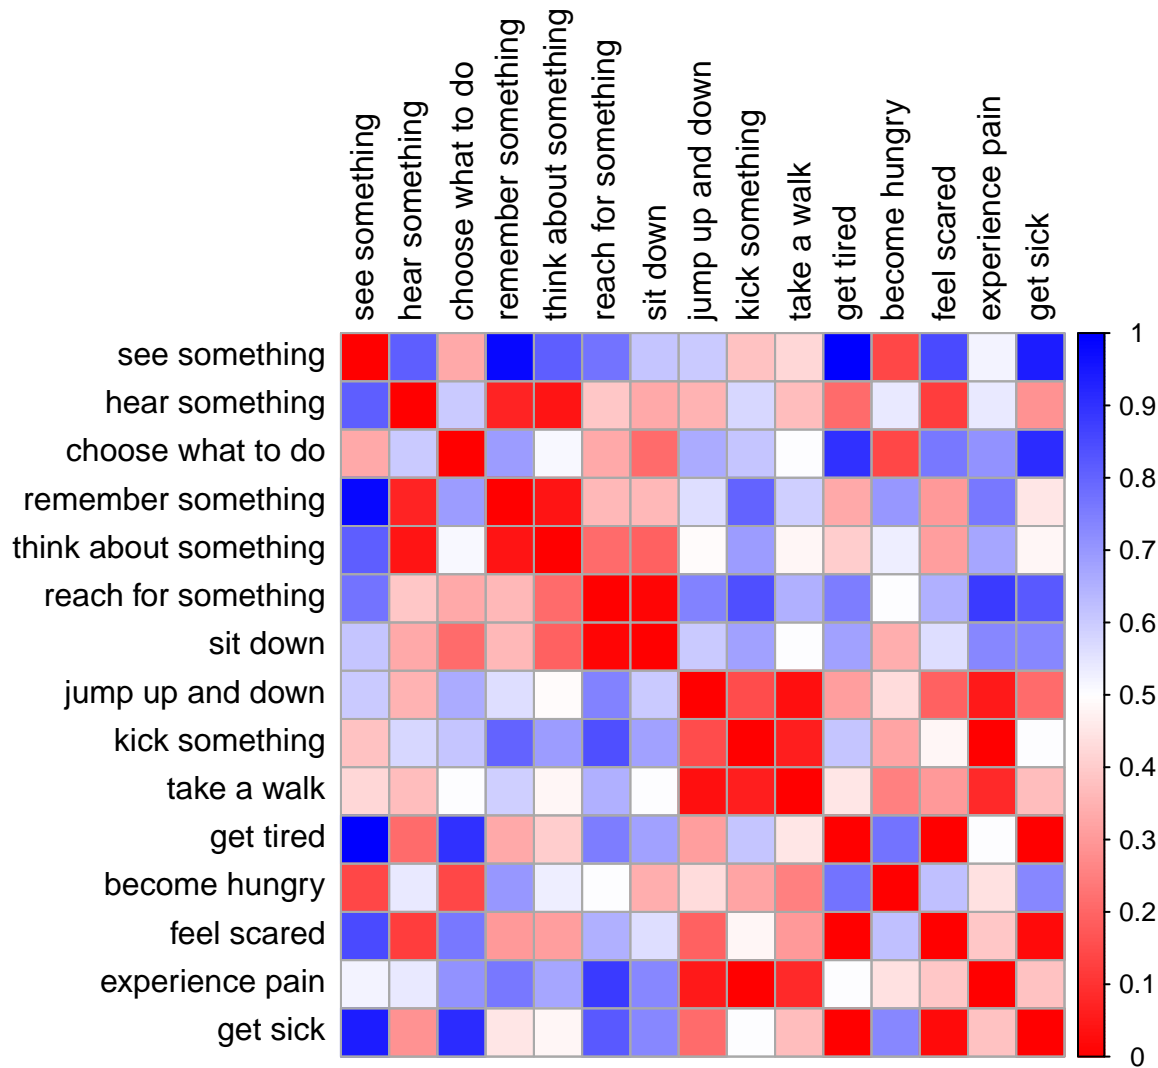 see something
hear something
choose what to do
remember something
think about something
reach for something
sit down
jump up and down
kick something
take a walk
get tired
become hungry
feel scared
experience pain
get sick
see something
hear something
choose what to do
remember something
think about something
reach for something
sit down
jump up and down
kick something
take a walk
get tired
become hungry
feel scared
experience pain
get sick
1
0.9
0.8
0.7
0.6
0.5
0.4
0.3
0.2
0.1
0